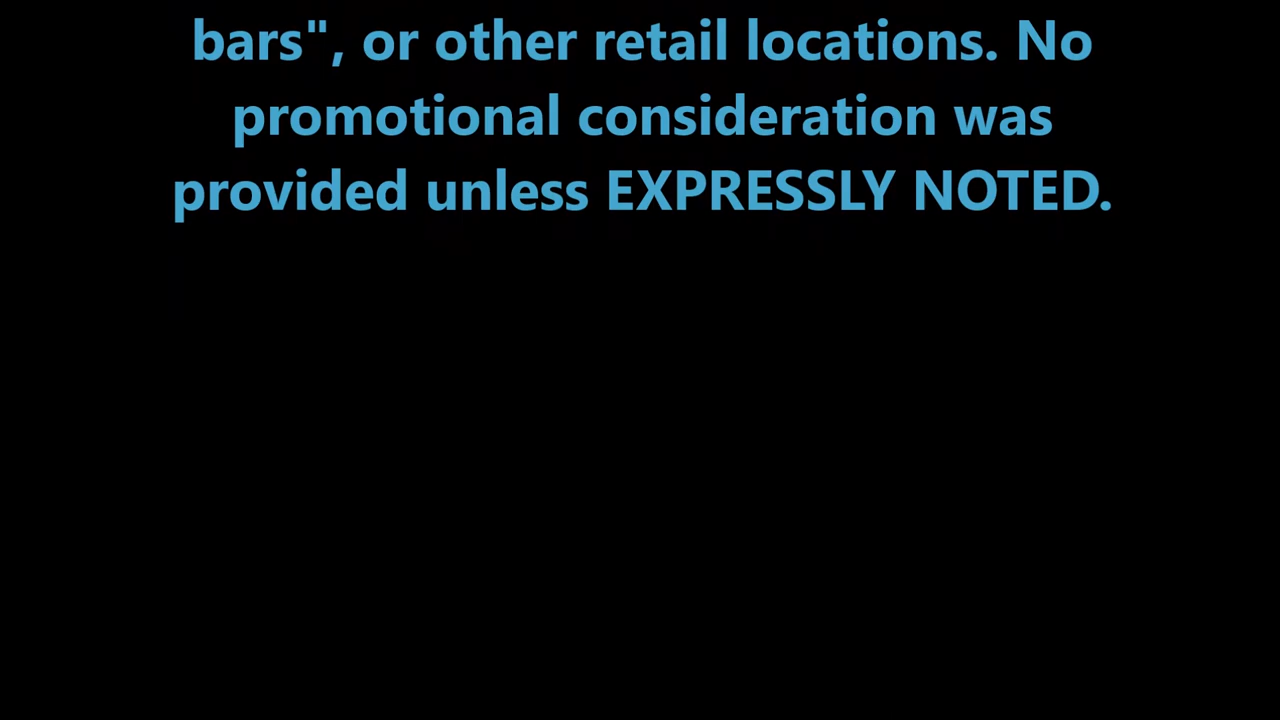 bars", or other retail locations. No
promotional consideration was
provided unless EXPRESSLY NOTED.